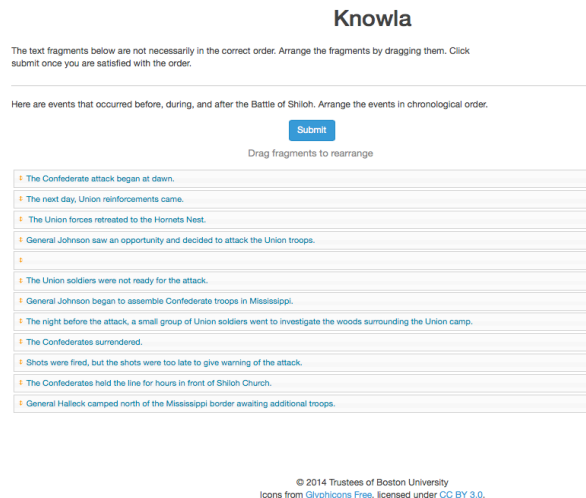 Knowla
The text fragments below are not necessarily in the correct order. Arrange the fragments by dragging them. Click
submit once you are satisfied with the order.
Here are events that occurred before, during, and after the Battle of Shiloh. Arrange the events in chronological order.
Submit
Drag fragments to rearrange
The Confederate attack began at dawn.
The next day, Union reinforcements came.
The Union forces retreated to the Hornets Nest.
General Johnson saw an opportunity and decided to attack the Union troops.
The Union soldiers were not ready for the attack.
General Johnson began to assemble Confederate troops in Mississippi.
The night before the attack, a small group of Union soldiers went to investigate the woods surrounding the Union camp.
The Confederates surrendered.
Shots were fired, but the shots were too late to give warning of the attack.
The Confederates held the line for hours in front of Shiloh Church.
General Halleck camped north of the Mississippi border awaiting additional troops.
© 2014 Trustees of Boston University
Icons from Glyphicons Free, licensed under CC BY 3.0.